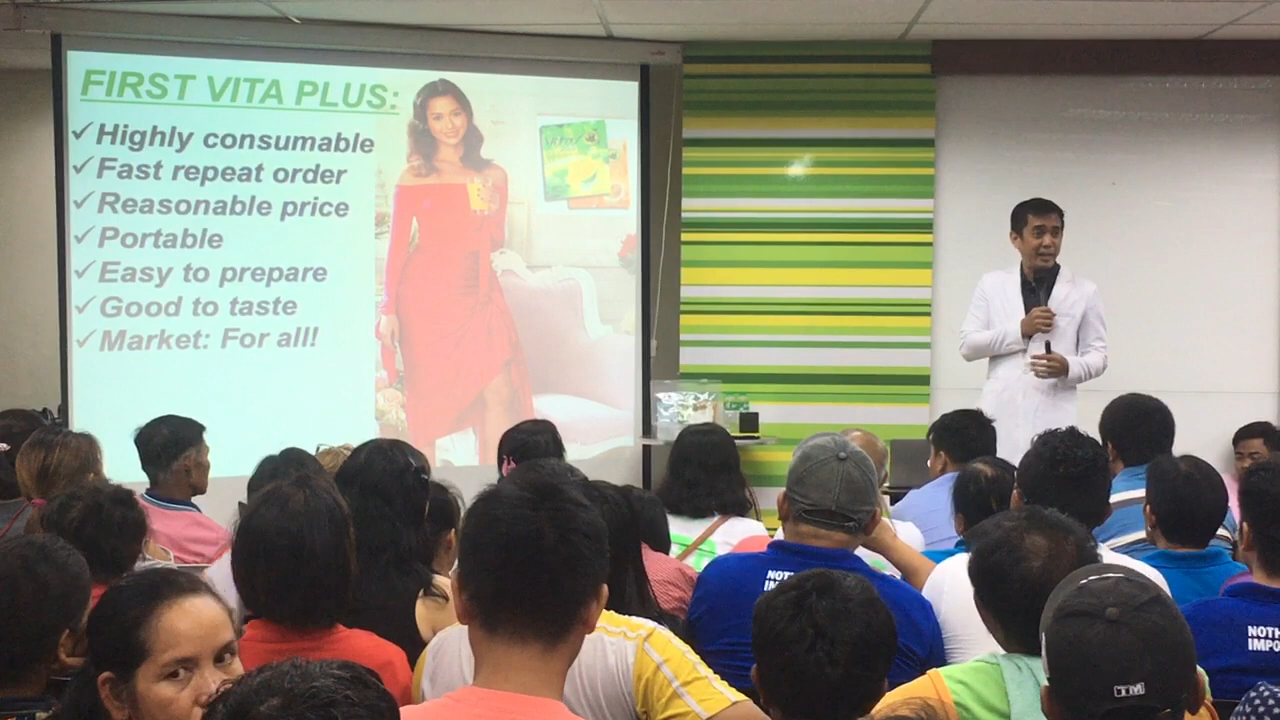 FIRST VITA PLUS:
✓Highly consumable
✓Fast repeat order
✓Reasonable price
✓Portable
✓Easy to prepare
✓Good to taste
✓Market: For all!
TM